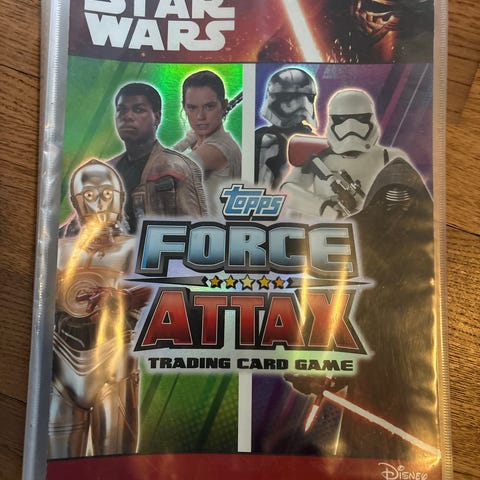 STAR
WARS
Topps
FORCE
ATTAX
TRADING CARD GAME
Disney